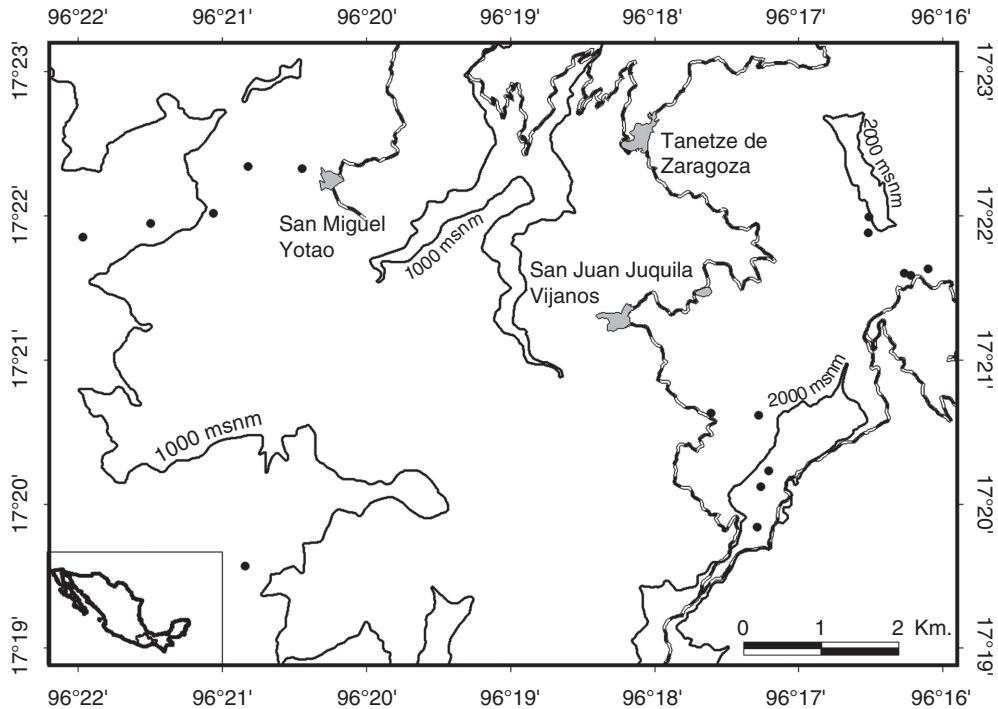 96°22' 96°21' 96°20' 96°19' 96°18' 96°17' 96°16'
17°23' 17°23'
Tanetze de
Zaragoza
2000 msnm
17°22' 17°22'
San Miguel
Yotao
1000 msnm
San Juan Juquila
Vijanos
17°21' 17°21'
2000 msnm
1000 msnm
17°20' 17°20'
0 1 2 Km.
17°19' 17°19'
96°22' 96°21' 96°20' 96°19' 96°18' 96°17' 96°16'